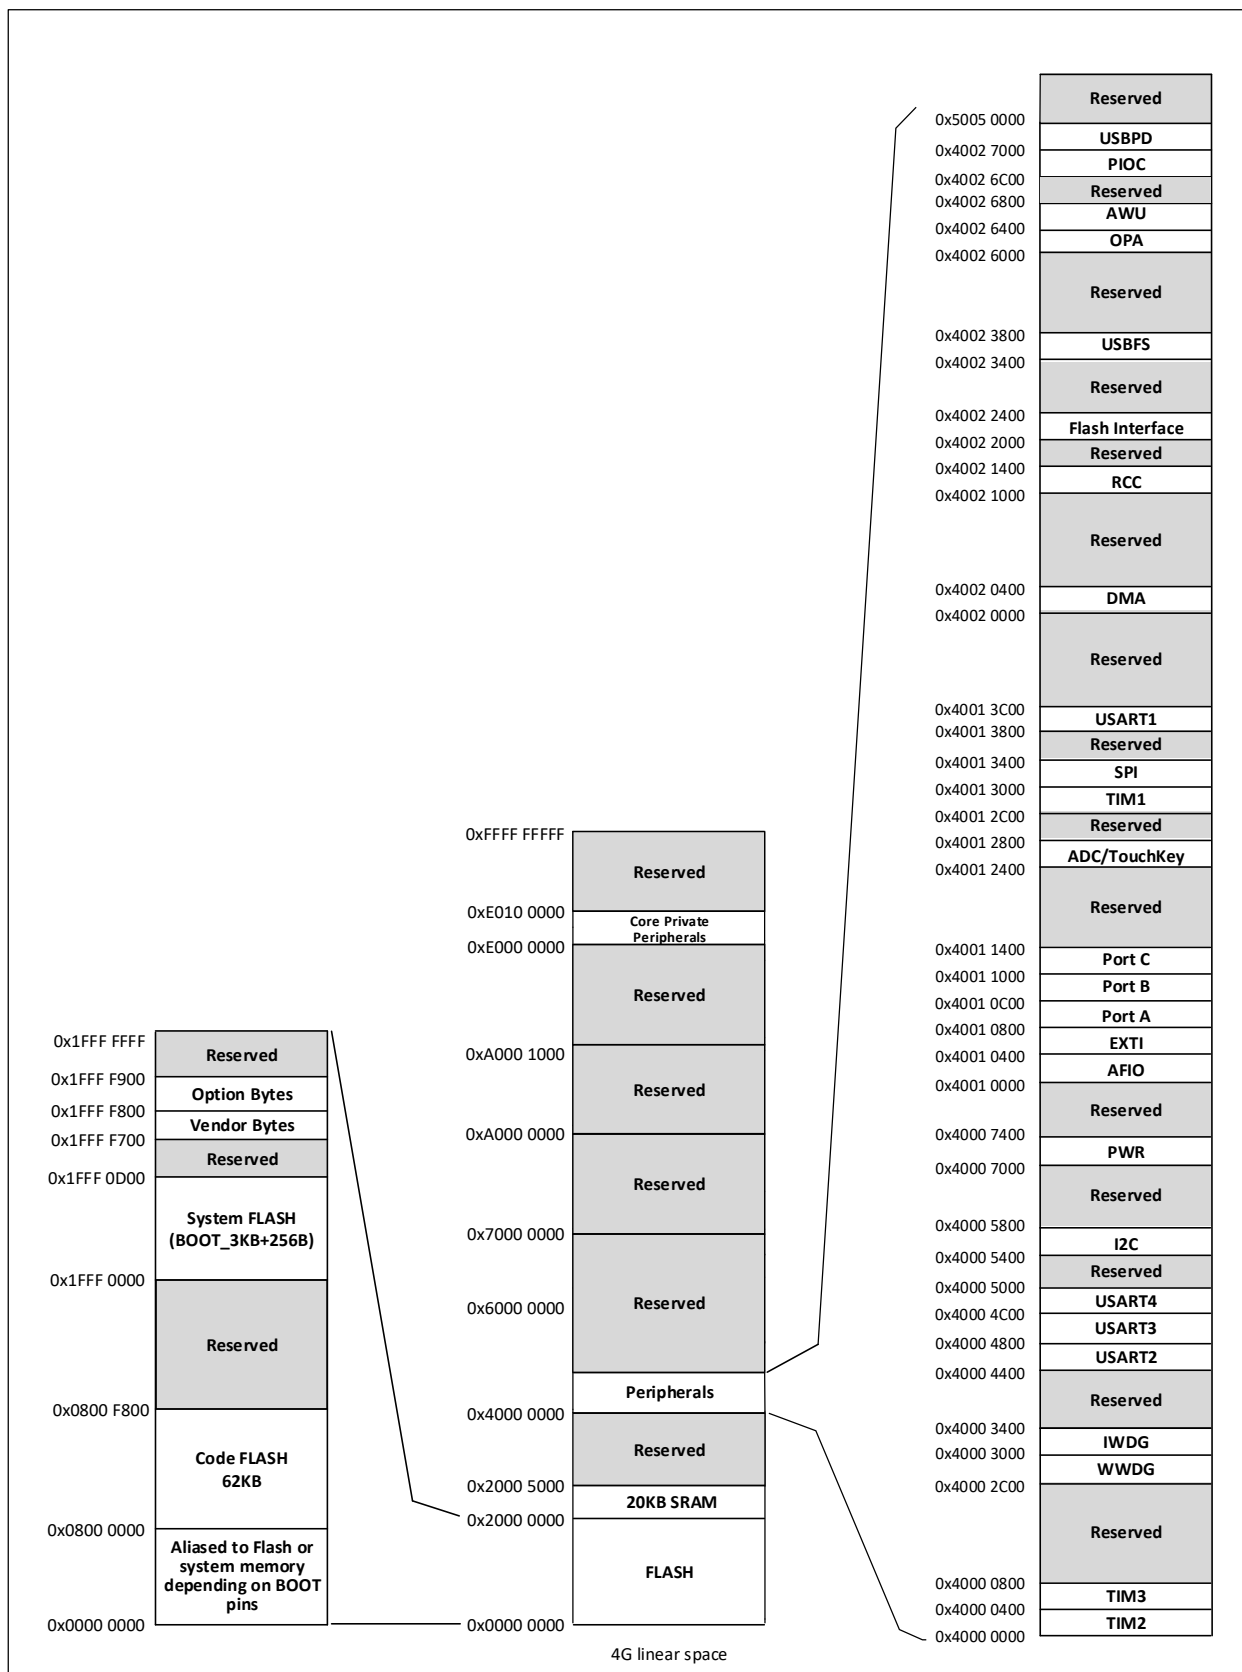 0x1FFF FFFF
Reserved
0x1FFF F900
Option Bytes
0x1FFF F800
Vendor Bytes
0x1FFF F700
Reserved
0x1FFF 0D00
System FLASH
(BOOT_3KB+256B)
0x1FFF 0000
Reserved
0x0800 F800
Code FLASH
62KB
0x0800 0000
Aliased to Flash or
system memory
depending on BOOT
pins
0x0000 0000
0xFFFF FFFFF
Reserved
0xE010 0000
Core Private
Peripherals
0xE000 0000
Reserved
0xA000 1000
Reserved
0xA000 0000
Reserved
0x7000 0000
Reserved
0x6000 0000
Peripherals
0x4000 0000
Reserved
0x2000 5000
20KB SRAM
0x2000 0000
FLASH
0x0000 0000
4G linear space
Reserved
0x5005 0000
USBPD
0x4002 7000
PIOC
0x4002 6C00
Reserved
0x4002 6800
AWU
0x4002 6400
OPA
0x4002 6000
Reserved
0x4002 3800
USBFS
0x4002 3400
Reserved
0x4002 2400
Flash Interface
0x4002 2000
Reserved
0x4002 1400
RCC
0x4002 1000
Reserved
0x4002 0400
DMA
0x4002 0000
Reserved
0x4001 3C00
USART1
0x4001 3800
Reserved
0x4001 3400
SPI
0x4001 3000
TIM1
0x4001 2C00
Reserved
0x4001 2800
ADC/TouchKey
0x4001 2400
Reserved
0x4001 1400
Port C
0x4001 1000
Port B
0x4001 0C00
Port A
0x4001 0800
EXTI
0x4001 0400
AFIO
0x4001 0000
Reserved
0x4000 7400
PWR
0x4000 7000
Reserved
0x4000 5800
I2C
0x4000 5400
Reserved
0x4000 5000
USART4
0x4000 4C00
USART3
0x4000 4800
USART2
0x4000 4400
Reserved
0x4000 3400
IWDG
0x4000 3000
WWDG
0x4000 2C00
Reserved
0x4000 0800
TIM3
0x4000 0400
TIM2
0x4000 0000